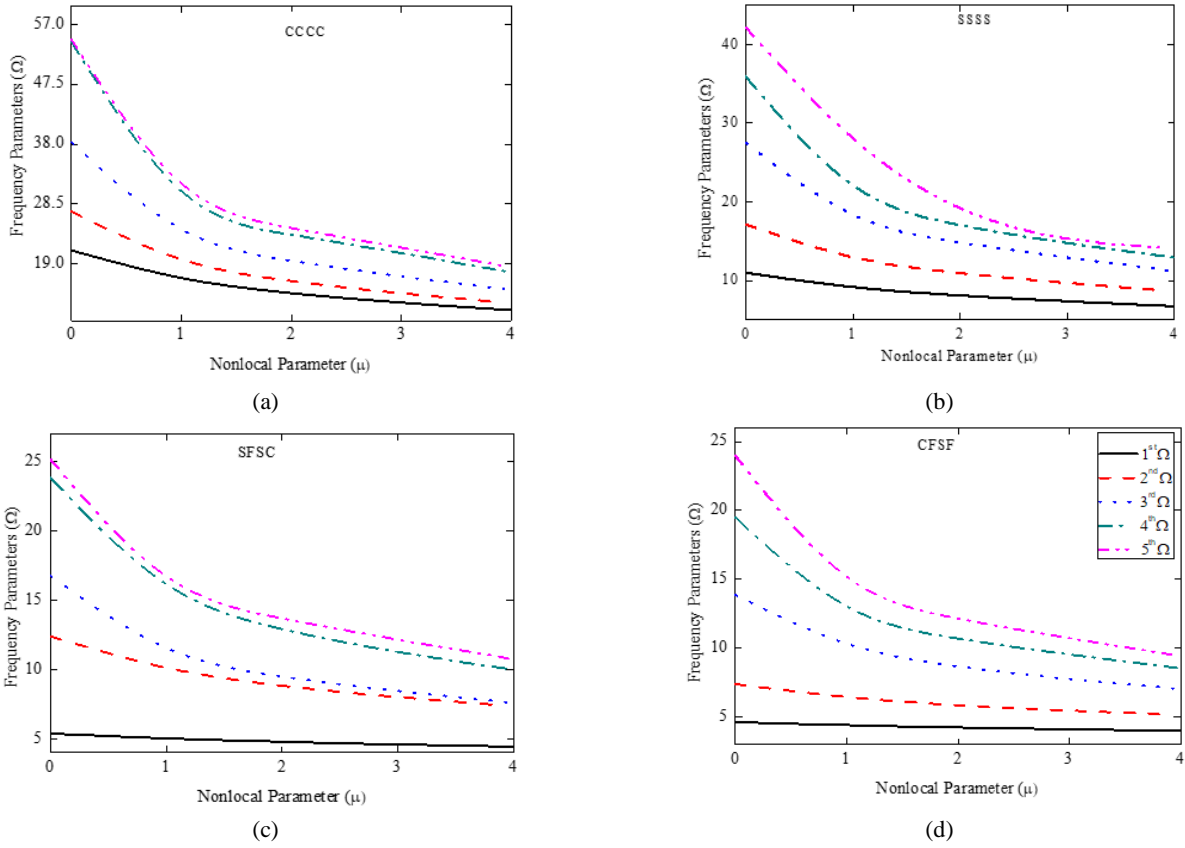 CCCC
Frequency Parameters (Ω)
57.0
47.5
38.0
28.5
19.0
0
1
2
3
4
Nonlocal Parameter (μ)
(a)
SSSS
Frequency Parameters (Ω)
40
30
20
10
0
1
2
3
4
Nonlocal Parameter (μ)
(b)
SFSC
Frequency Parameters (Ω)
25
20
15
10
5
0
1
2
3
4
Nonlocal Parameter (μ)
(c)
CFSF
Frequency Parameters (Ω)
25
20
15
10
5
0
1
2
3
4
Nonlocal Parameter (μ)
1st Ω
2nd Ω
3rd Ω
4th Ω
5th Ω
(d)